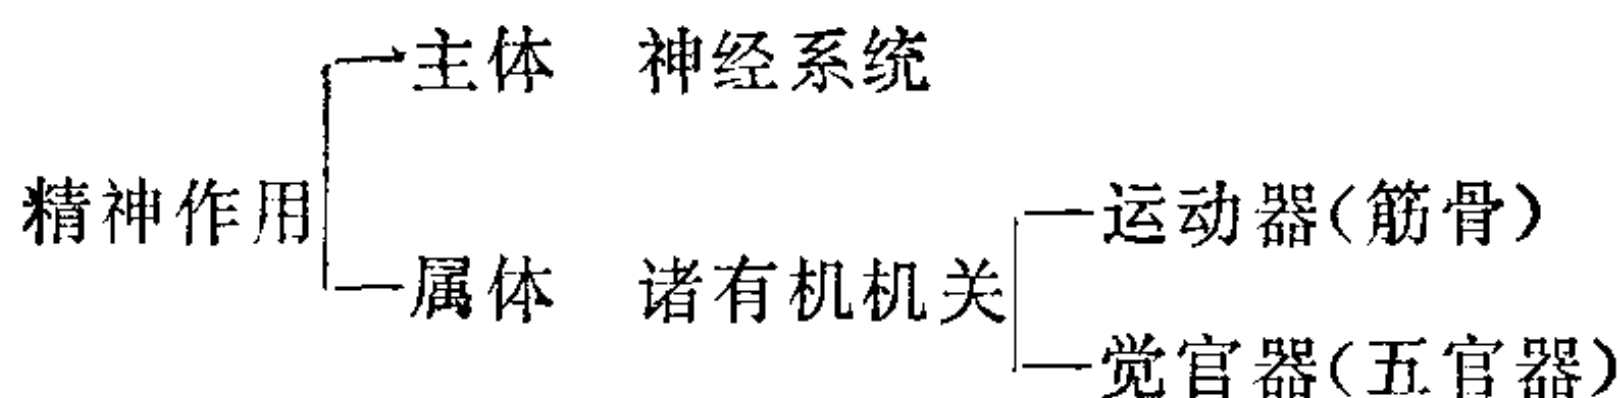 主体 神经系统
精神作用
运动器(筋骨)
属体 诸有机机关
觉官器(五官器)